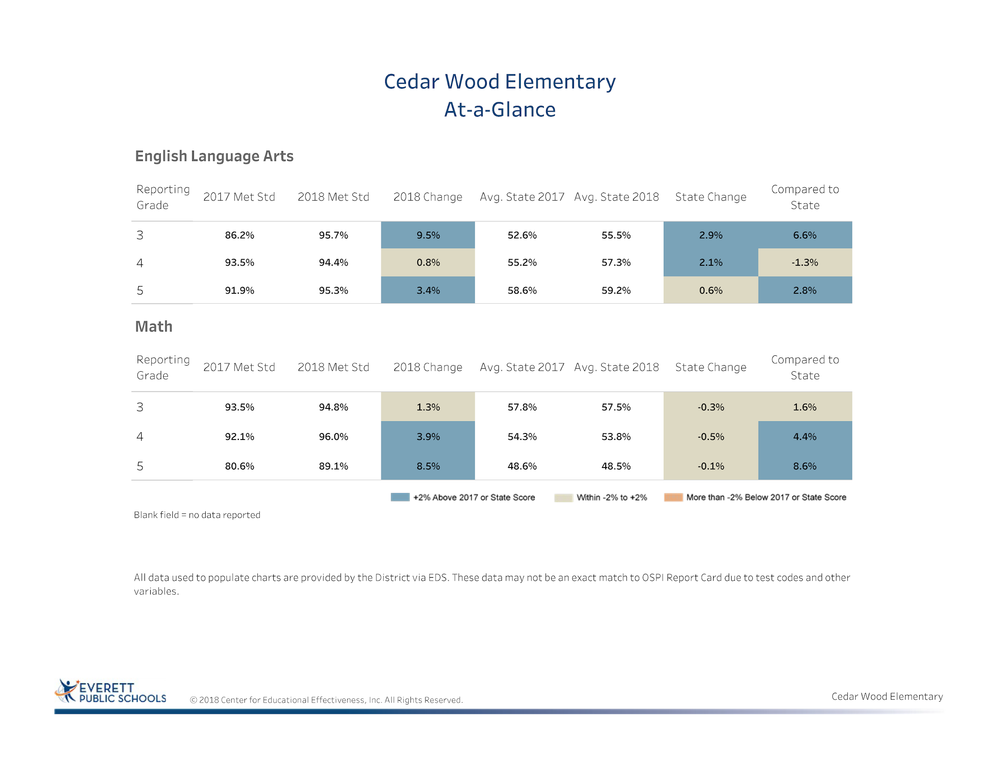 Cedar Wood Elementary
At-a-Glance
English Language Arts
Reporting Grade 2017 Met Std 2018 Met Std 2018 Change Avg. State 2017 Avg. State 2018 State Change Compared to State
3 86.2% 95.7% 9.5% 52.6% 55.5% 2.9% 6.6%
4 93.5% 94.4% 0.8% 55.2% 57.3% 2.1% -1.3%
5 91.9% 95.3% 3.4% 58.6% 59.2% 0.6% 2.8%
Math
Reporting Grade 2017 Met Std 2018 Met Std 2018 Change Avg. State 2017 Avg. State 2018 State Change Compared to State
3 93.5% 94.8% 1.3% 57.8% 57.5% -0.3% 1.6%
4 92.1% 96.0% 3.9% 54.3% 53.8% -0.5% 4.4%
5 80.6% 89.1% 8.5% 48.6% 48.5% -0.1% 8.6%
+2% Above 2017 or State Score Within -2% to +2% More than -2% Below 2017 or State Score
Blank field = no data reported
All data used to populate charts are provided by the District via EDS. These data may not be an exact match to OSPI Report Card due to test codes and other
variables.
EVERETT
PUBLIC SCHOOLS
© 2018 Center for Educational Effectiveness, Inc. All Rights Reserved.
Cedar Wood Elementary